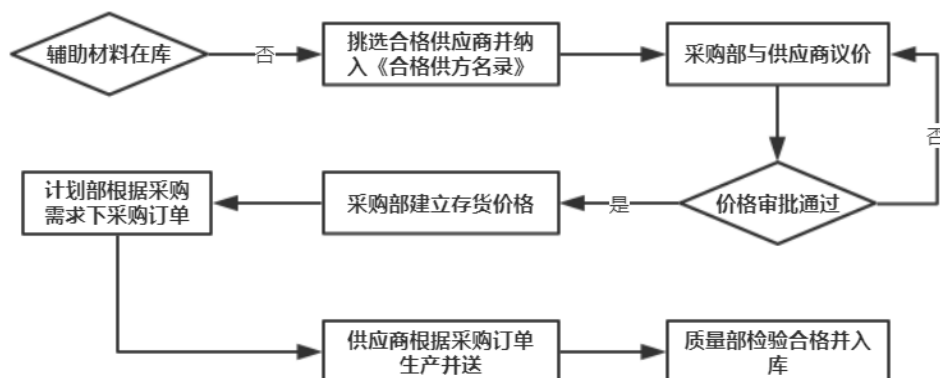 辅助材料在库
否
挑选合格供应商并纳
入《合格供方名录》
采购部与供应商议价
否
计划部根据采购
需求下采购订单
采购部建立存货价格
是
价格审批通过
供应商根据采购订单
生产并送
质量部检验合格并入
库